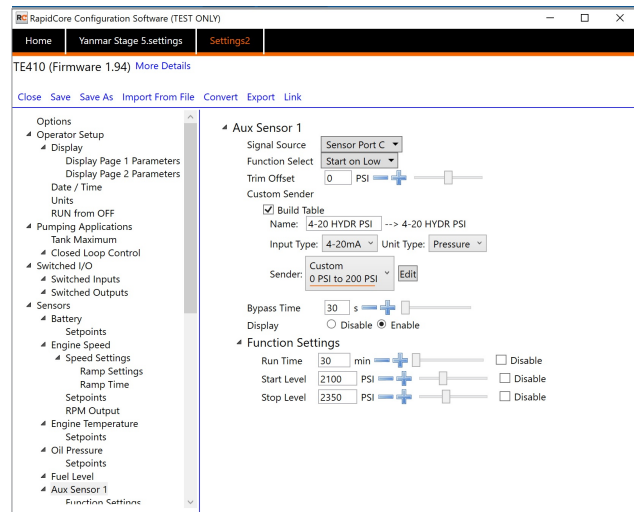 RC RapidCore Configuration Software (TEST ONLY)
Home Yanmar Stage 5.settings Settings2
TE410 (Firmware 1.94) More Details
Close Save Save As Import From File Convert Export Link
Options
Operator Setup
Display
Display Page 1 Parameters
Display Page 2 Parameters
Date / Time
Units
RUN from OFF
Pumping Applications
Tank Maximum
Closed Loop Control
Switched I/O
Switched Inputs
Switched Outputs
Sensors
Battery
Setpoints
Engine Speed
Speed Settings
Ramp Settings
Ramp Time
Setpoints
RPM Output
Engine Temperature
Setpoints
Oil Pressure
Setpoints
Fuel Level
Aux Sensor 1
Function Settings
Aux Sensor 1
Signal Source Sensor Port C
Function Select Start on Low
Trim Offset 0 PSI
Custom Sender
Build Table
Name: 4-20 HYDR PSI --> 4-20 HYDR PSI
Input Type: 4-20mA Unit Type: Pressure
Sender: Custom
0 PSI to 200 PSI Edit
Bypass Time 30 s
Display Disable Enable
Function Settings
Run Time 30 min Disable
Start Level 2100 PSI Disable
Stop Level 2350 PSI Disable